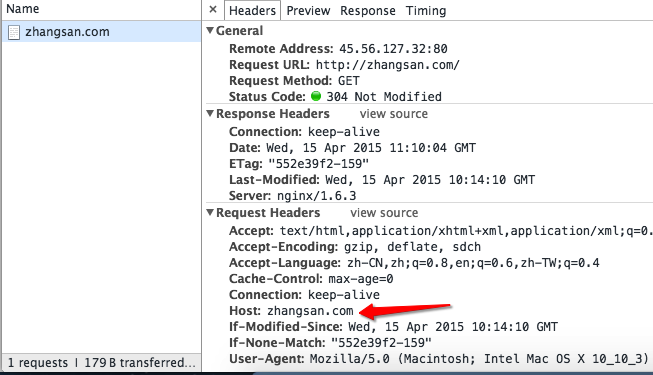 Name
zhangsan.com
1 requests | 179 B transferred...
× Headers Preview Response Timing
▼General
Remote Address: 45.56.127.32:80
Request URL: http://zhangsan.com/
Request Method: GET
Status Code: 304 Not Modified
▼Response Headers view source
Connection: keep-alive
Date: Wed, 15 Apr 2015 11:10:04 GMT
ETag: "552e39f2-159"
Last-Modified: Wed, 15 Apr 2015 10:14:10 GMT
Server: nginx/1.6.3
▼Request Headers view source
Accept: text/html,application/xhtml+xml,application/xml;q=0.
Accept-Encoding: gzip, deflate, sdch
Accept-Language: zh-CN,zh;q=0.8,en;q=0.6,zh-TW;q=0.4
Cache-Control: max-age=0
Connection: keep-alive
Host: zhangsan.com
If-Modified-Since: Wed, 15 Apr 2015 10:14:10 GMT
If-None-Match: "552e39f2-159"
User-Agent: Mozilla/5.0 (Macintosh; Intel Mac OS X 10_10_3)